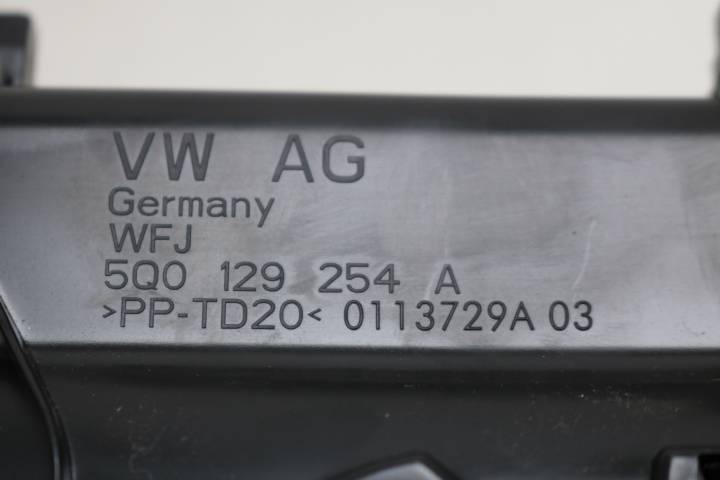 VW AG
Germany
WFJ
5Q0 129 254 A
>PP-TD20< 0113729A 03